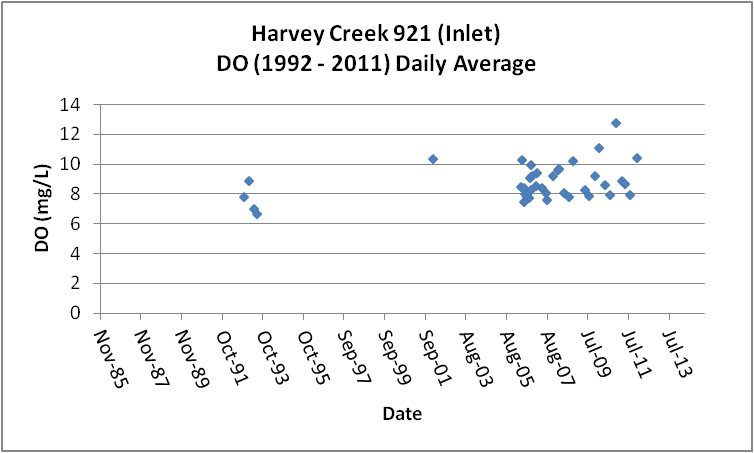 Harvey Creek 921 (Inlet)
DO (1992 - 2011) Daily Average
DO (mg/L)
14
12
10
8
6
4
2
0
Nov-85
Nov-87
Nov-89
Oct-91
Oct-93
Oct-95
Sep-97
Sep-99
Sep-01
Aug-03
Aug-05
Aug-07
Jul-09
Jul-11
Jul-13
Date